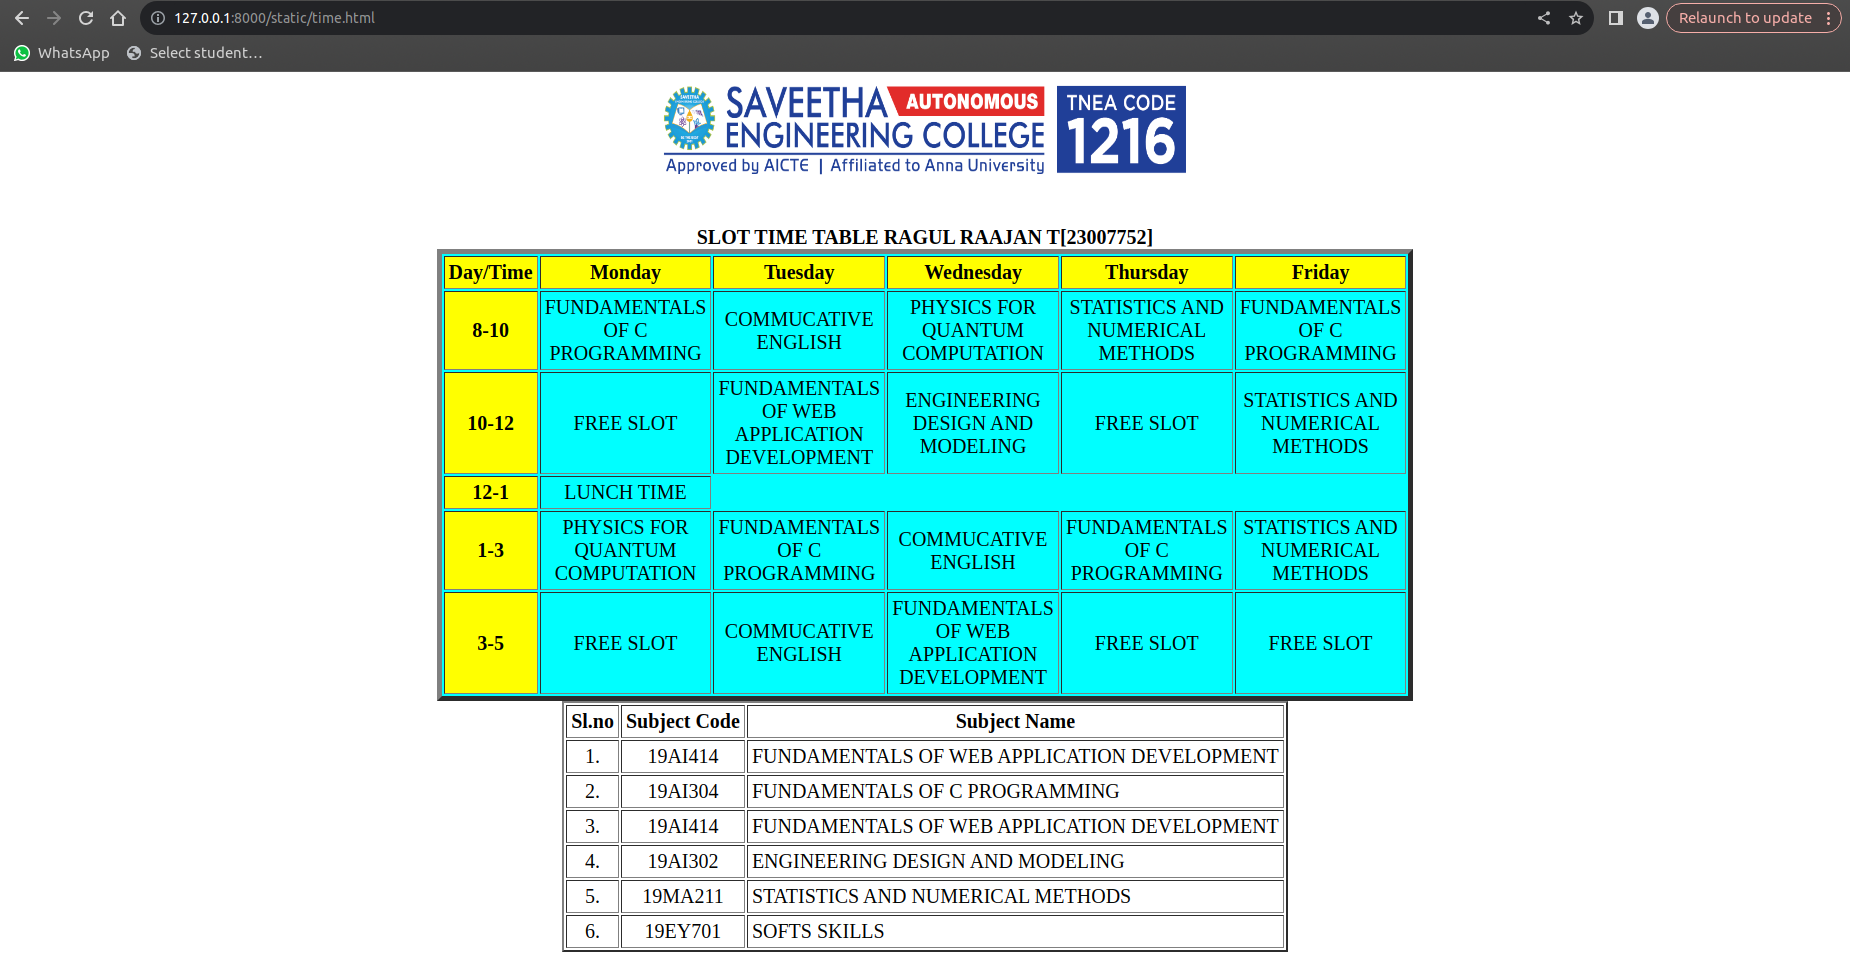 127.0.0.1:8000/static/time.html
Relaunch to update
WhatsApp
Select student…
SAVEETHA AUTONOMOUS
ENGINEERING COLLEGE
Approved by AICTE | Affiliated to Anna University
TNEA CODE
1216
SLOT TIME TABLE RAGUL RAAJAN T[23007752]
Day/Time Monday Tuesday Wednesday Thursday Friday
8-10 FUNDAMENTALS OF C PROGRAMMING COMMUCATIVE ENGLISH PHYSICS FOR QUANTUM COMPUTATION STATISTICS AND NUMERICAL METHODS FUNDAMENTALS OF C PROGRAMMING
10-12 FREE SLOT FUNDAMENTALS OF WEB APPLICATION DEVELOPMENT ENGINEERING DESIGN AND MODELING FREE SLOT STATISTICS AND NUMERICAL METHODS
12-1 LUNCH TIME
1-3 PHYSICS FOR QUANTUM COMPUTATION FUNDAMENTALS OF C PROGRAMMING COMMUCATIVE ENGLISH FUNDAMENTALS OF C PROGRAMMING STATISTICS AND NUMERICAL METHODS
3-5 FREE SLOT COMMUCATIVE ENGLISH FUNDAMENTALS OF WEB APPLICATION DEVELOPMENT FREE SLOT FREE SLOT
Sl.no Subject Code Subject Name
1. 19AI414 FUNDAMENTALS OF WEB APPLICATION DEVELOPMENT
2. 19AI304 FUNDAMENTALS OF C PROGRAMMING
3. 19AI414 FUNDAMENTALS OF WEB APPLICATION DEVELOPMENT
4. 19AI302 ENGINEERING DESIGN AND MODELING
5. 19MA211 STATISTICS AND NUMERICAL METHODS
6. 19EY701 SOFTS SKILLS